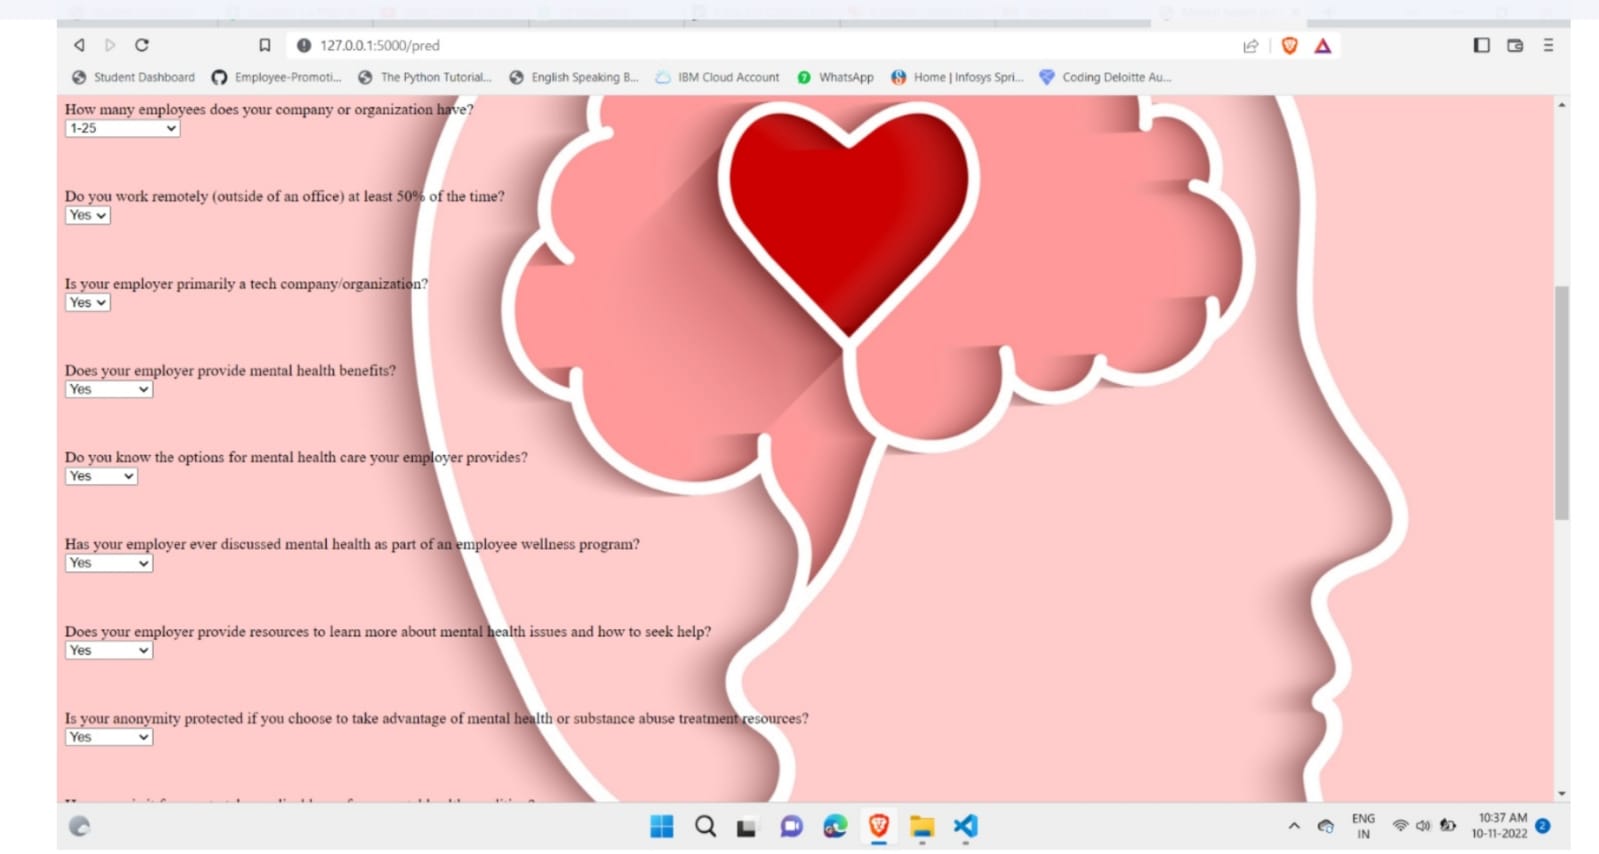 127.0.0.1:5000/pred
Student Dashboard Employee-Promoti... The Python Tutorial... English Speaking B... IBM Cloud Account WhatsApp Home | Infosys Spri... Coding Deloitte Au...
How many employees does your company or organization have?
1-25
Do you work remotely (outside of an office) at least 50% of the time?
Yes
Is your employer primarily a tech company/organization?
Yes
Does your employer provide mental health benefits?
Yes
Do you know the options for mental health care your employer provides?
Yes
Has your employer ever discussed mental health as part of an employee wellness program?
Yes
Does your employer provide resources to learn more about mental health issues and how to seek help?
Yes
Is your anonymity protected if you choose to take advantage of mental health or substance abuse treatment resources?
Yes
ENG
IN
10:37 AM
10-11-2022
2